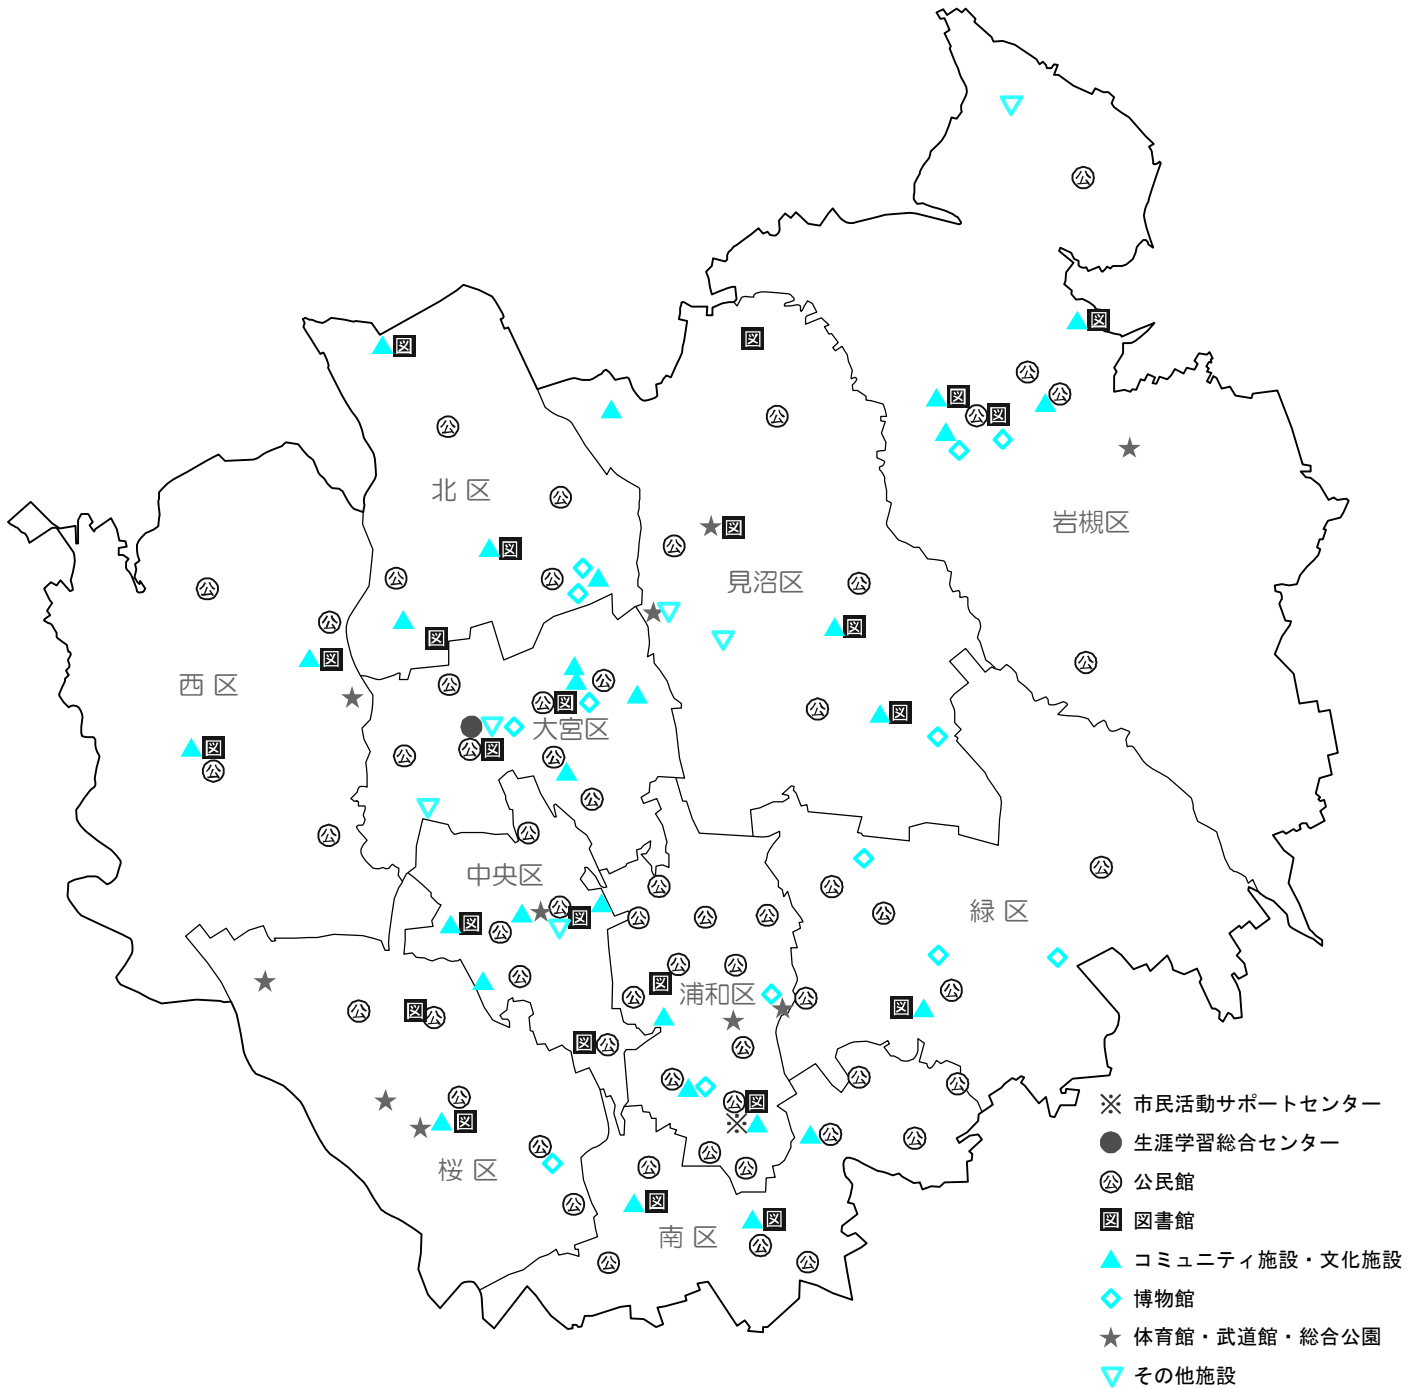 北区
岩槻区
見沼区
西区
大宮区
中央区
緑区
浦和区
桜区
南区
※ 市民活動サポートセンター
● 生涯学習総合センター
公 公民館
図 図書館
▲ コミュニティ施設・文化施設
◇ 博物館
★ 体育館・武道館・総合公園
▽ その他施設